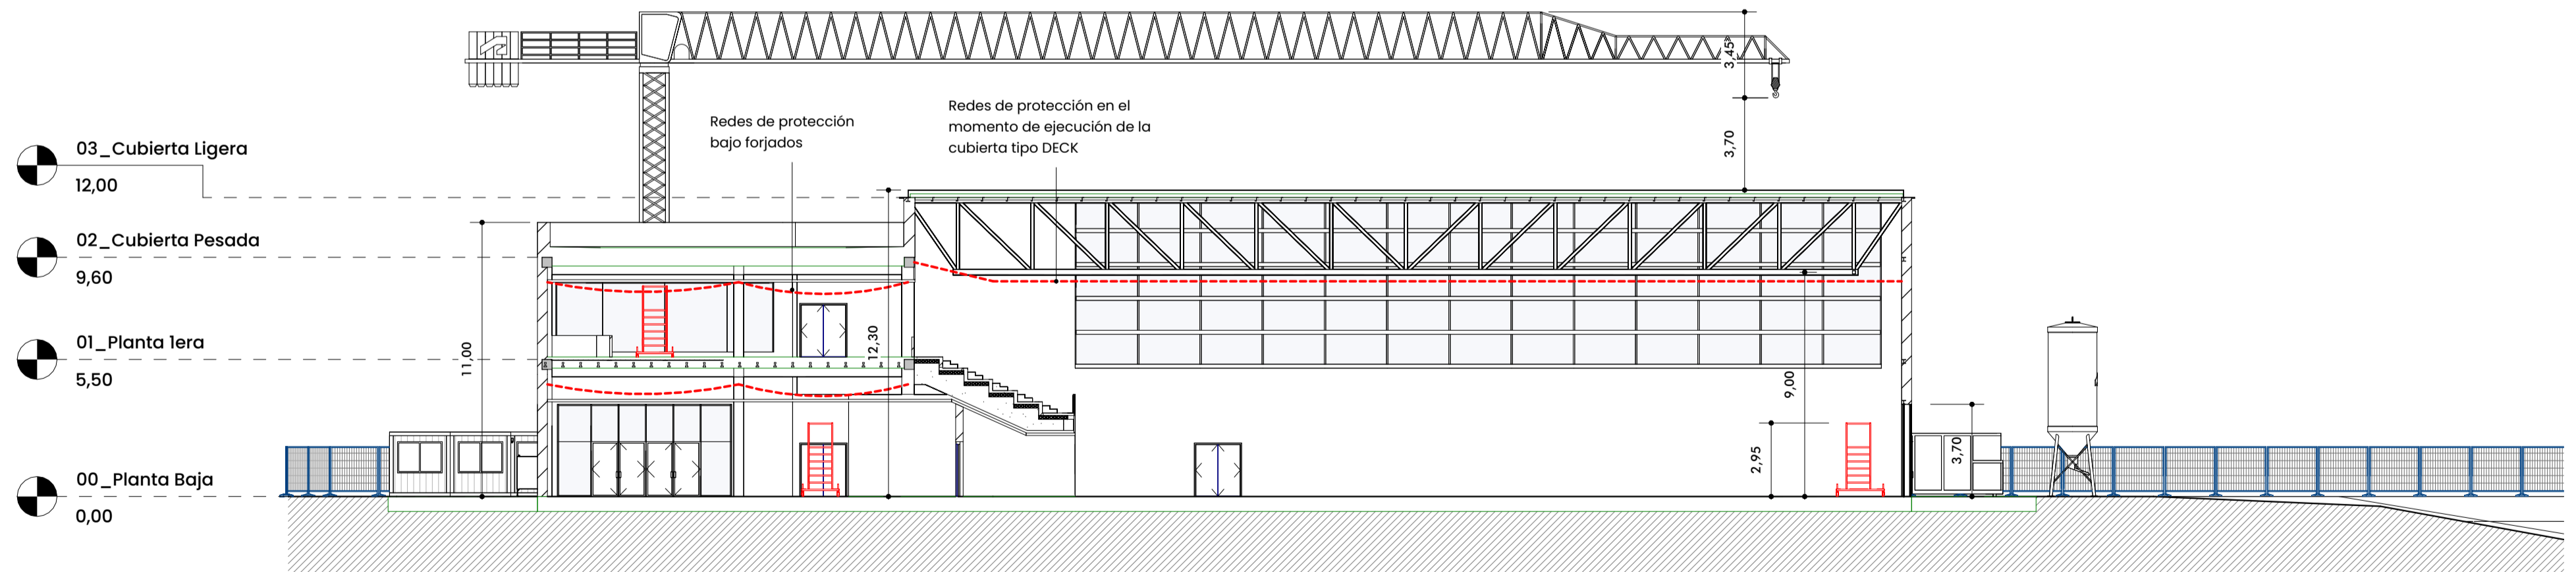 3,45
Redes de protección en el
momento de ejecución de la
cubierta tipo DECK
Redes de protección
bajo forjados
3,70
03_Cubierta Ligera
12,00
02_Cubierta Pesada
9,60
01_Planta 1era
5,50
11,00
12,30
9,00
2,95
3,70
00_Planta Baja
0,00